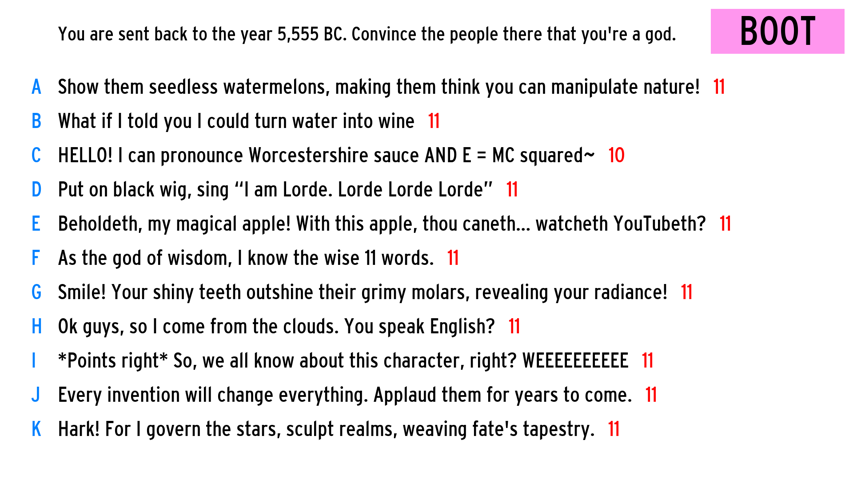 You are sent back to the year 5,555 BC. Convince the people there that you're a god.
BOOT
A Show them seedless watermelons, making them think you can manipulate nature! 11
B What if I told you I could turn water into wine 11
C HELLO! I can pronounce Worcestershire sauce AND E = MC squared~ 10
D Put on black wig, sing “I am Lorde. Lorde Lorde Lorde” 11
E Beholdeth, my magical apple! With this apple, thou caneth... watcheth YouTubeth? 11
F As the god of wisdom, I know the wise 11 words. 11
G Smile! Your shiny teeth outshine their grimy molars, revealing your radiance! 11
H Ok guys, so I come from the clouds. You speak English? 11
I *Points right* So, we all know about this character, right? WEEEEEEEEEE 11
J Every invention will change everything. Applaud them for years to come. 11
K Hark! For I govern the stars, sculpt realms, weaving fate's tapestry. 11